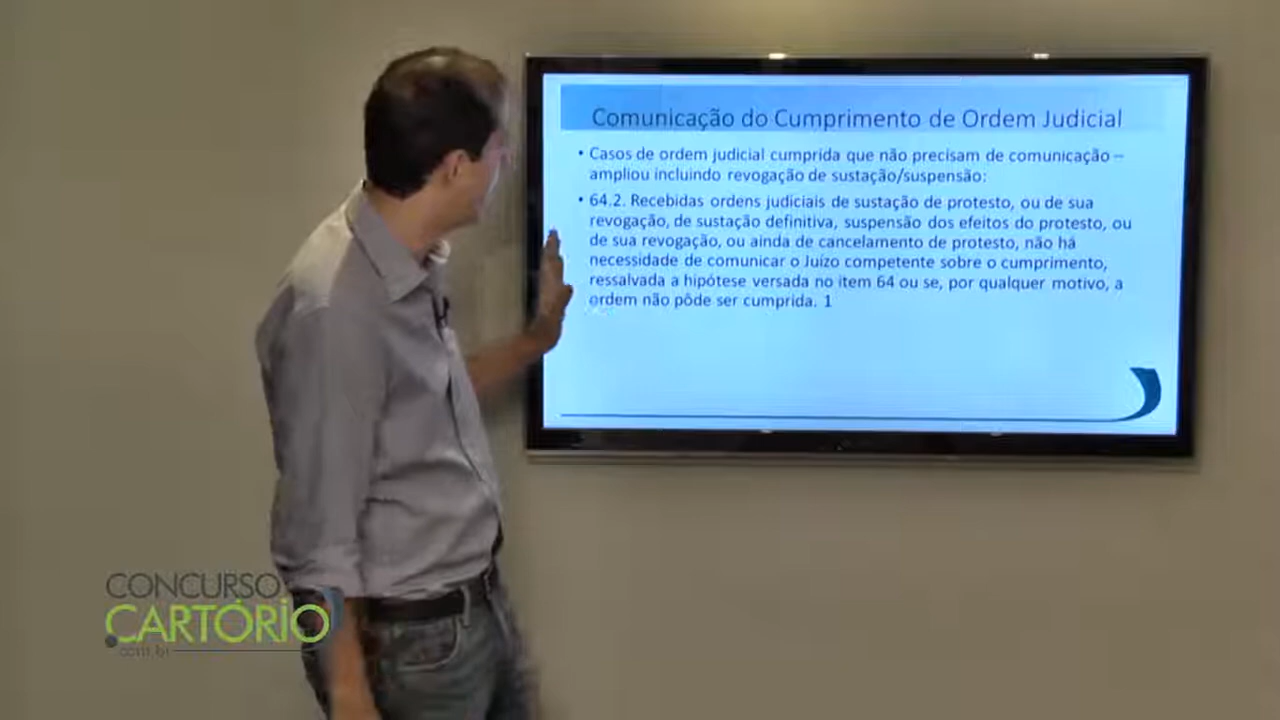 Comunicação do Cumprimento de Ordem Judicial
• Casos de ordem judicial cumprida que não precisam de comunicação –
ampliou incluindo revogação de sustação/suspensão:
• 64.2. Recebidas ordens judiciais de sustação de protesto, ou de sua
revogação, de sustação definitiva, suspensão dos efeitos do protesto, ou
de sua revogação, ou ainda de cancelamento de protesto, não há
necessidade de comunicar o Juízo competente sobre o cumprimento,
ressalvada a hipótese versada no item 64 ou se, por qualquer motivo, a
ordem não pôde ser cumprida. 1
CONCURSO
CARTÓRIO
.com.br